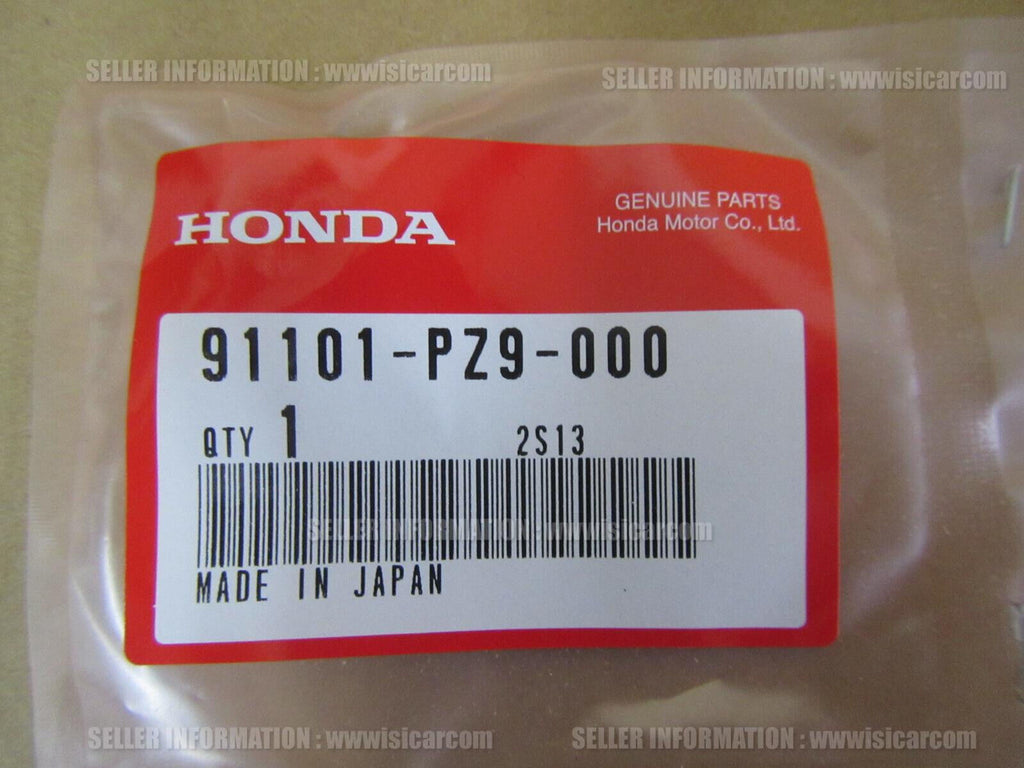 SELLER INFORMATION : wwwisicarcom SELLER INFORMATION : wwwisicarcom
HONDA
GENUINE PARTS
Honda Motor Co., Ltd.
91101-PZ9-000
QTY 1 2S13
SELLER INFORMATION : wwwisicarcom
MADE IN JAPAN
SELLER INFORMATION : wwwisicarcom SELLER INFORMATION : wwwisicarcom